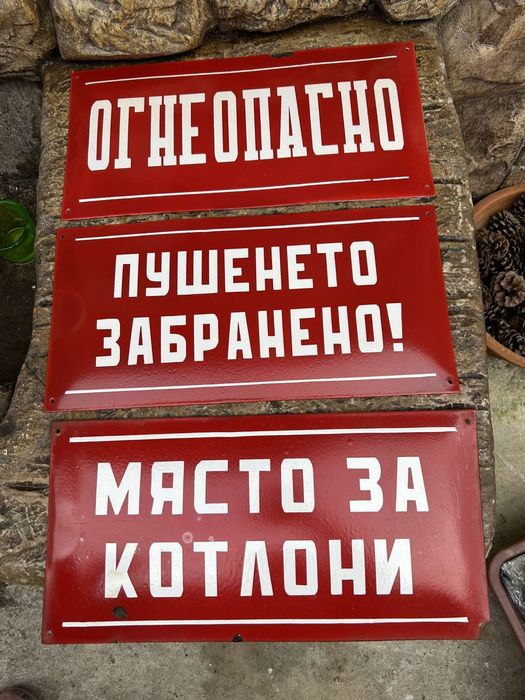 ОГНЕОПАСНО
ПУШЕНЕТО
ЗАБРАНЕНО!
МЯСТО ЗА
КОТЛОНИ